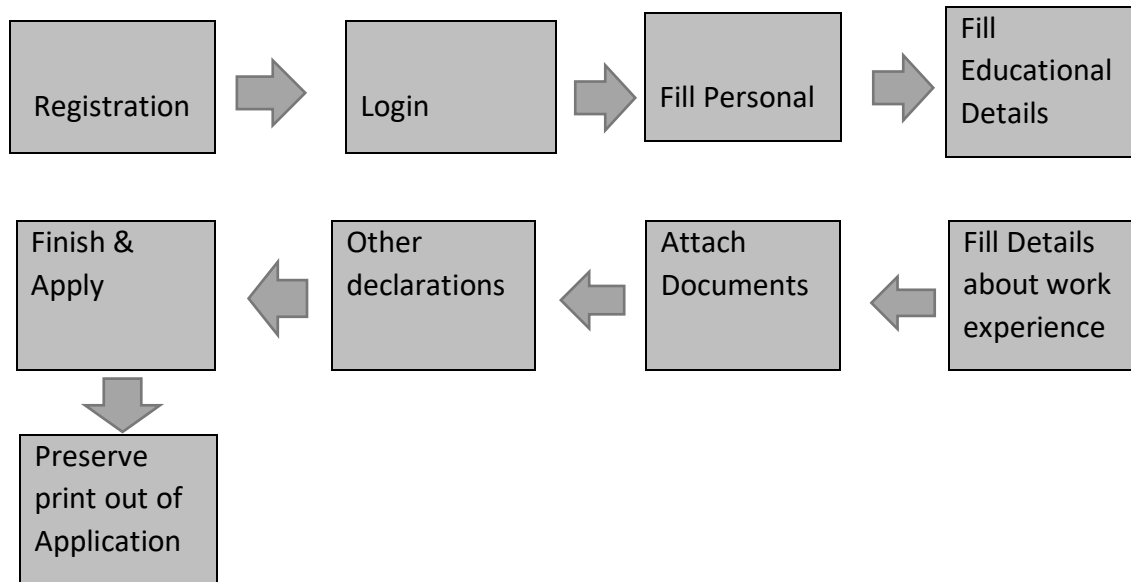 Registration
Login
Fill Personal
Fill
Educational
Details
Fill Details
about work
experience
Attach
Documents
Other
declarations
Finish &
Apply
Preserve
print out of
Application